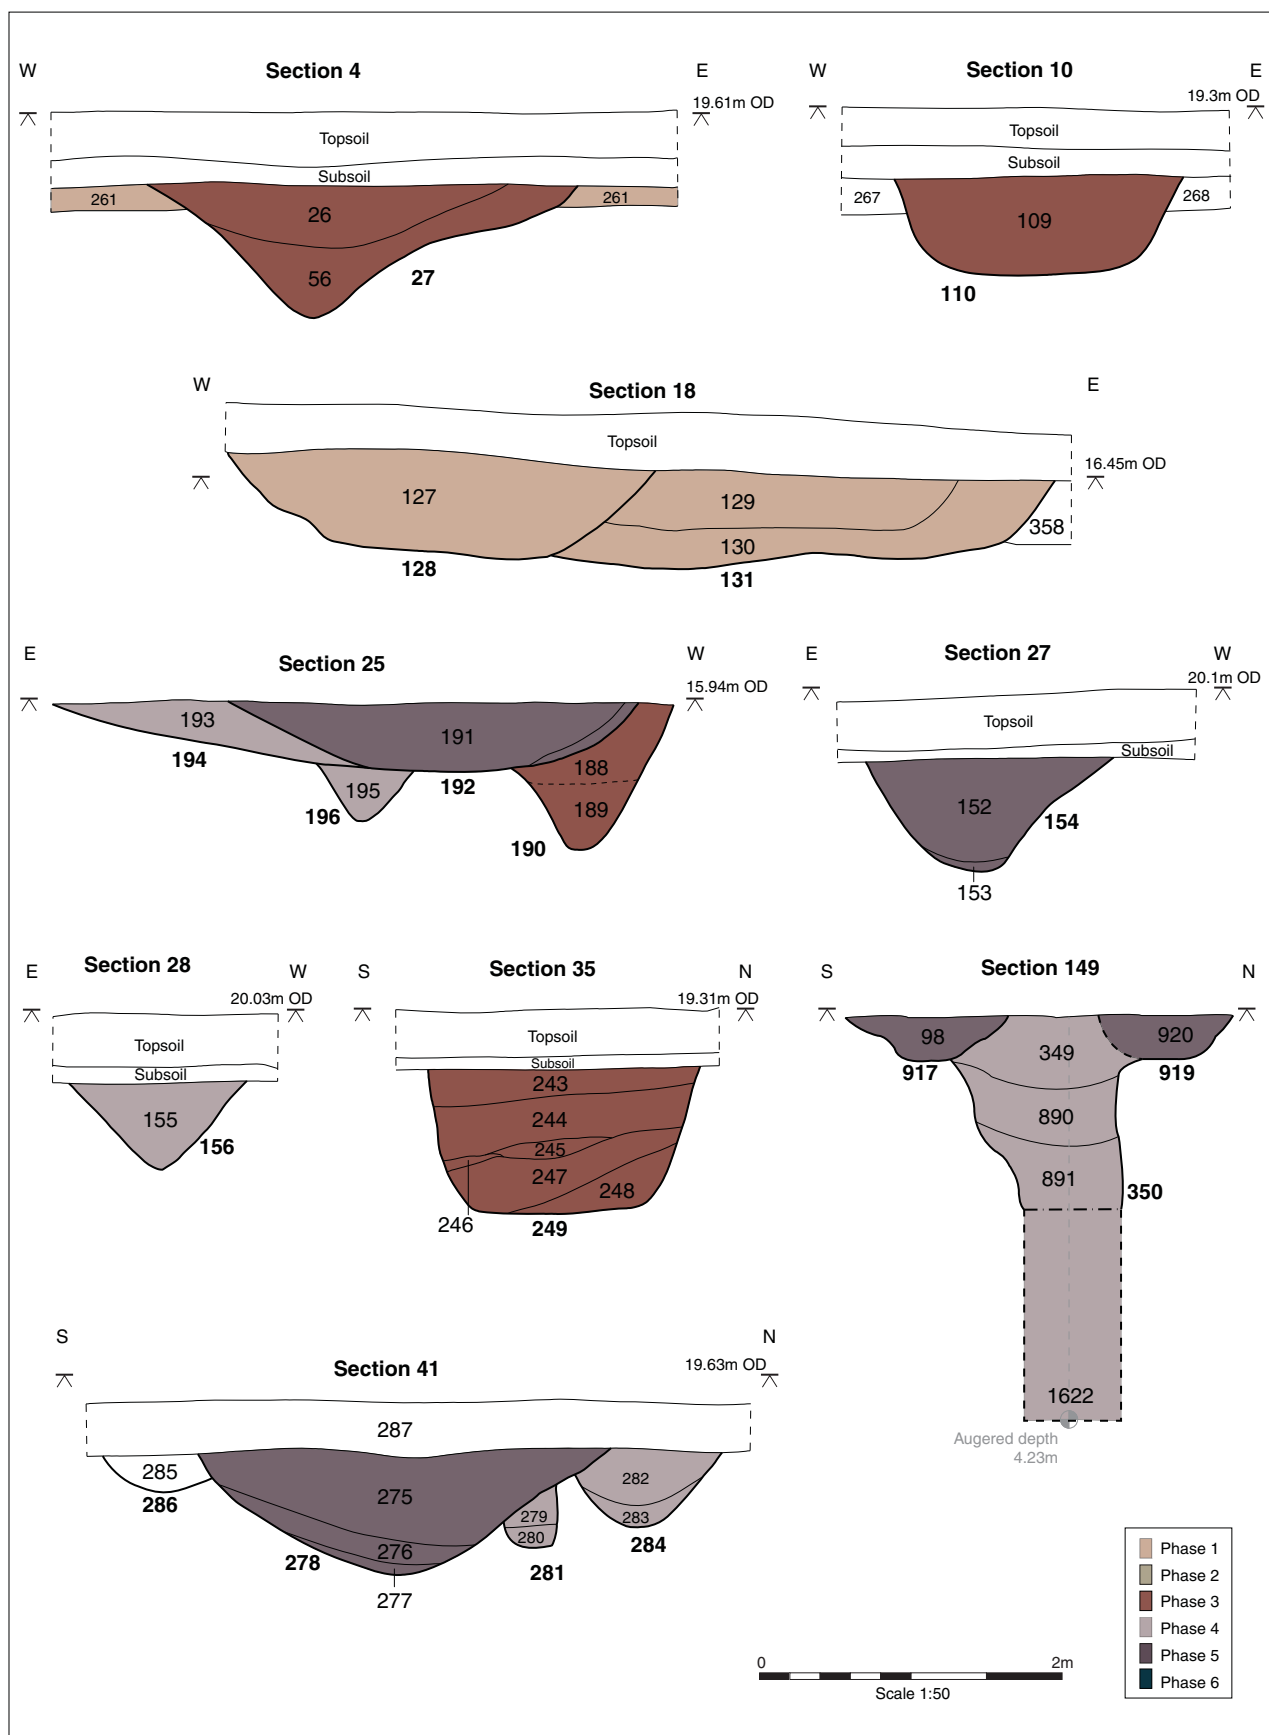 W
Section 4
E
19.61m OD
Topsoil
Subsoil
261
26
261
56
27
W
Section 10
E
19.3m OD
Topsoil
Subsoil
267
109
268
110
W
Section 18
E
Topsoil
16.45m OD
127
129
358
130
128
131
E
Section 25
W
15.94m OD
193
191
194
188
195
192
196
189
190
E
Section 27
W
20.1m OD
Topsoil
Subsoil
152
154
153
E
Section 28
W
20.03m OD
Topsoil
Subsoil
155
156
S
Section 35
N
19.31m OD
Topsoil
Subsoil
243
244
245
247
248
246
249
S
Section 149
N
98
349
920
917
919
890
891
350
1622
Augered depth
4.23m
S
Section 41
N
19.63m OD
287
285
286
275
282
279
283
280
276
278
284
281
277
Phase 1
Phase 2
Phase 3
Phase 4
Phase 5
Phase 6
0
2m
Scale 1:50